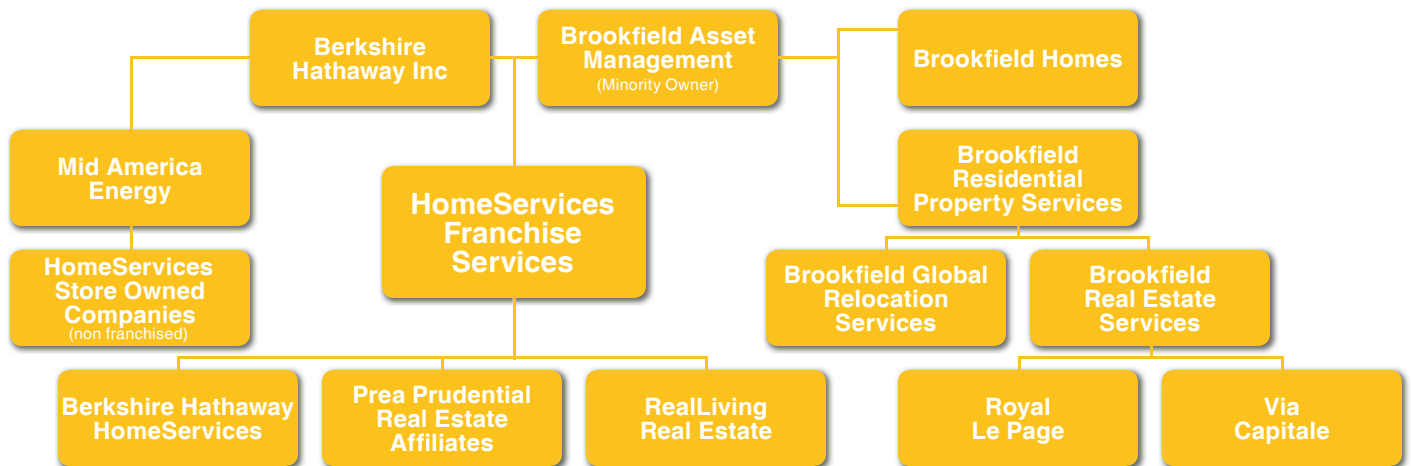 Berkshire
Hathaway Inc
Brookfield Asset
Management
(Minority Owner)
Brookfield Homes
Mid America
Energy
HomeServices
Franchise
Services
Brookfield
Residential
Property Services
HomeServices
Store Owned
Companies
(non franchised)
Brookfield Global
Relocation
Services
Brookfield
Real Estate
Services
Berkshire Hathaway
HomeServices
Prea Prudential
Real Estate
Affiliates
RealLiving
Real Estate
Royal
Le Page
Via
Capitale